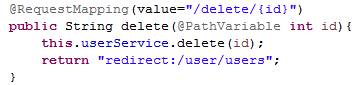 @RequestMapping(value="/delete/{id}")
public String delete(@PathVariable int id){
    this.userService.delete(id);
    return "redirect:/user/users";
}